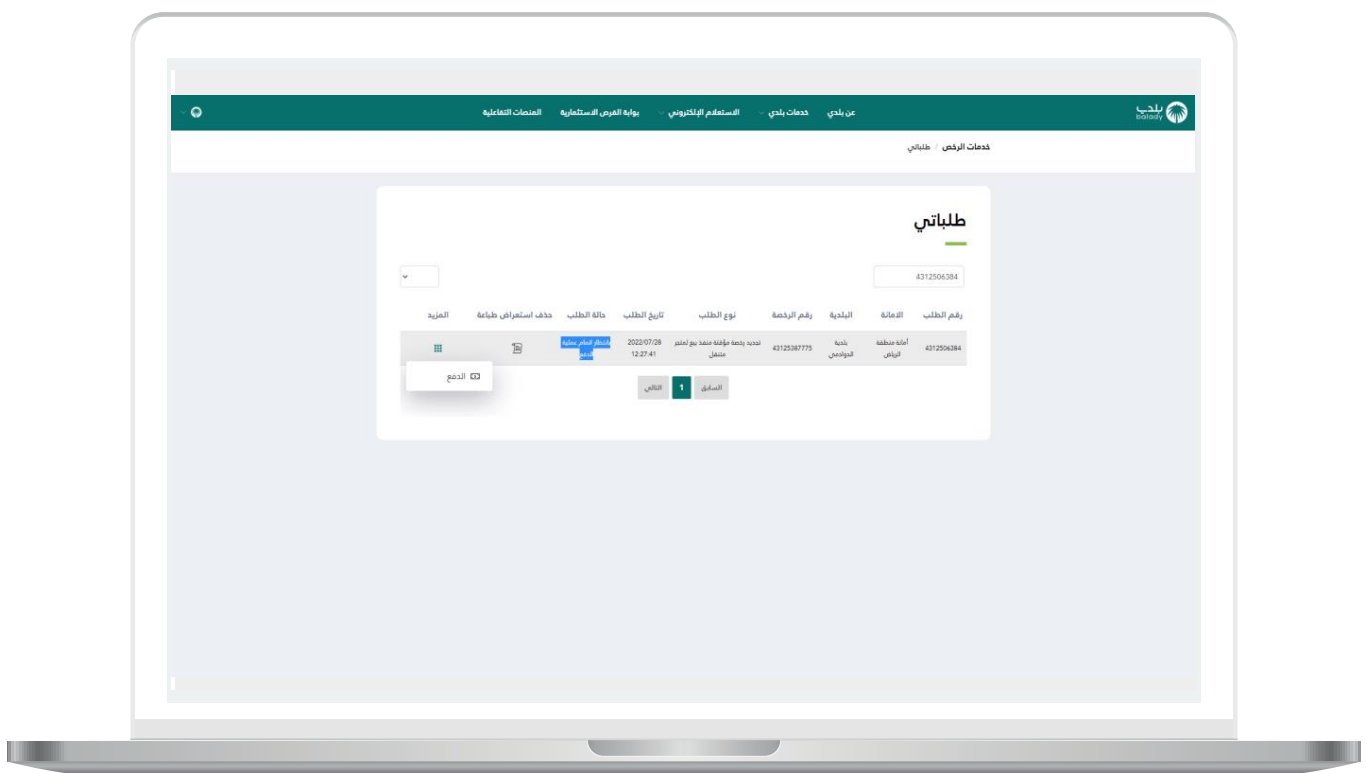 بلدي
balady
عن بلدي
خدمات بلدي
الاستعلام الإلكتروني
بوابة الفرص الاستثمارية
المنصات التفاعلية
خدمات الرخص / طلباتي
طلباتي
4312506384
رقم الطلب
الامانة
البلدية
رقم الرخصة
نوع الطلب
تاريخ الطلب
حالة الطلب
حذف استعراض طباعة
المزيد
4312506384
أمانة منطقة
الرياض
بلدية
الدوادمي
43125387775
تجديد رخصة مؤقتة منفذ بيع لمتجر
متنقل
2022/07/28
12:27:41
بانتظار اتمام عملية
الدفع
الدفع
السابق
1
التالي